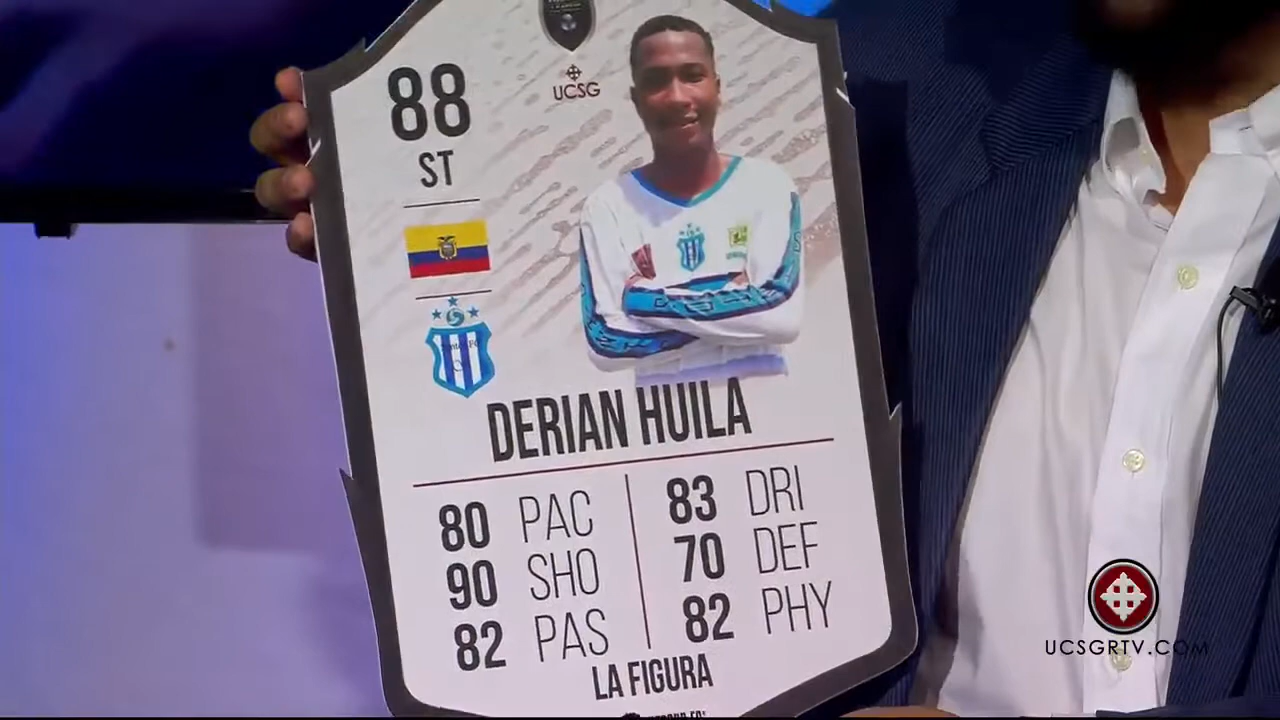 UCSG
88
ST
DERIAN HUILA
80 PAC
90 SHO
82 PAS
83 DRI
70 DEF
82 PHY
LA FIGURA
UCSGRTV.COM